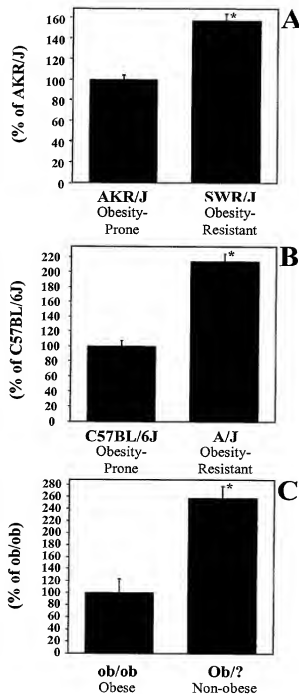 A
(% of AKR/J)
160
140
120
100
80
60
40
20
0
*
AKR/J SWR/J
Obesity- Obesity-
Prone Resistant
B
(% of C57BL/6J)
220
200
180
160
140
120
100
80
60
40
20
0
*
C57BL/6J A/J
Obesity- Obesity-
Prone Resistant
C
(% of ob/ob)
280
260
240
220
200
180
160
140
120
100
80
60
40
20
0
*
ob/ob Ob/?
Obese Non-obese